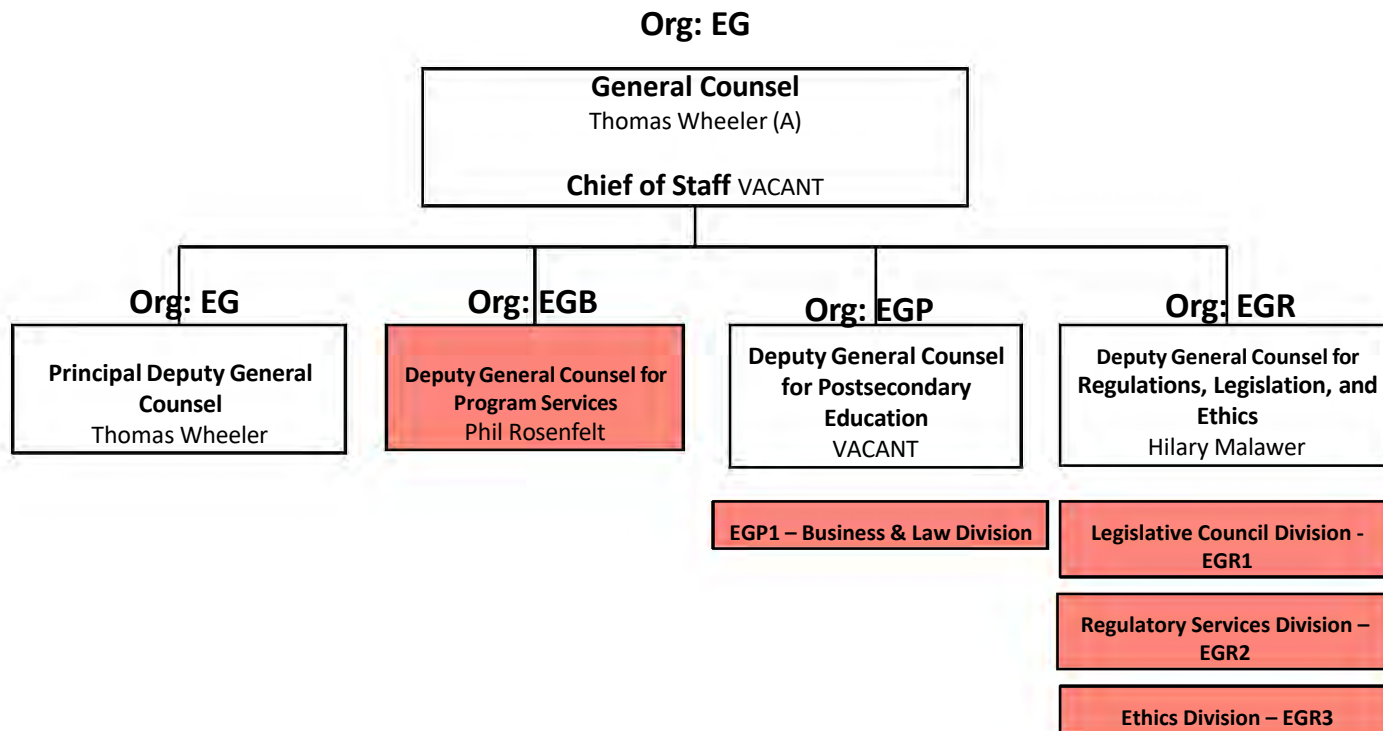 Org: EG
General Counsel
Thomas Wheeler (A)
Chief of Staff VACANT
Org: EG
Principal Deputy General
Counsel
Thomas Wheeler
Org: EGB
Deputy General Counsel for
Program Services
Phil Rosenfelt
Org: EGP
Deputy General Counsel
for Postsecondary
Education
VACANT
EGP1 – Business & Law Division
Org: EGR
Deputy General Counsel for
Regulations, Legislation, and
Ethics
Hilary Malawer
Legislative Council Division -
EGR1
Regulatory Services Division –
EGR2
Ethics Division – EGR3